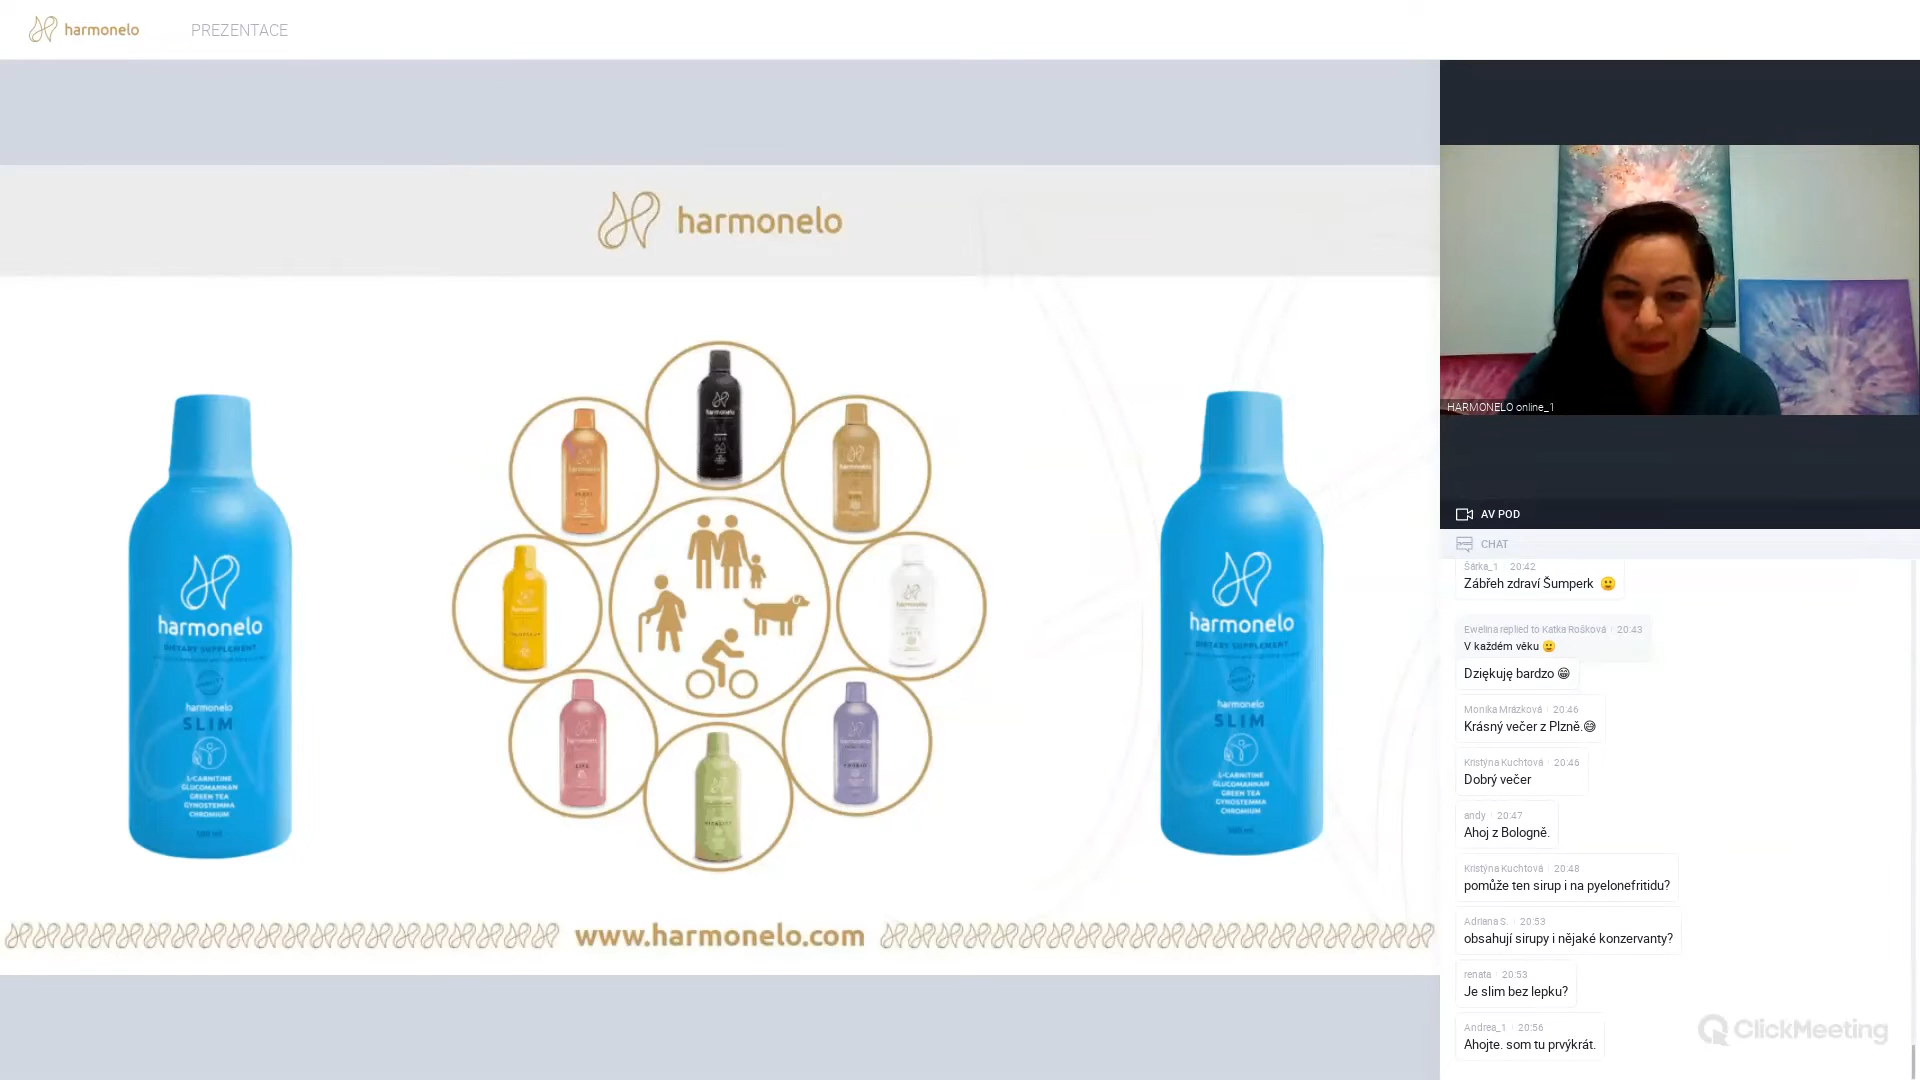 harmonelo
PREZENTACE
harmonelo
harmonelo
DIETARY SUPPLEMENT
harmonelo
SLIM
L-CARNITINE
GLUCOMANNAN
GREEN TEA
GYNOSTEMMA
CHROMIUM
500 ml
harmonelo
harmonelo
DIETARY SUPPLEMENT
harmonelo
SLIM
L-CARNITINE
GLUCOMANNAN
GREEN TEA
GYNOSTEMMA
CHROMIUM
500 ml
www.harmonelo.com
HARMONELO online_1
AV POD
CHAT
Šárka_1 20:42
Zábřeh zdraví Šumperk 🙂
Ewelina replied to Katka Rošková 20:43
V každém věku 🙂
Dziękuję bardzo 😁
Monika Mrázková 20:46
Krásný večer z Plzně.😅
Kristýna Kuchtová 20:46
Dobrý večer
andy 20:47
Ahoj z Bologně.
Kristýna Kuchtová 20:48
pomůže ten sirup i na pyelonefritidu?
Adriana S. 20:53
obsahují sirupy i nějaké konzervanty?
renata 20:53
Je slim bez lepku?
Andrea_1 20:56
Ahojte. som tu prvýkrát.
ClickMeeting